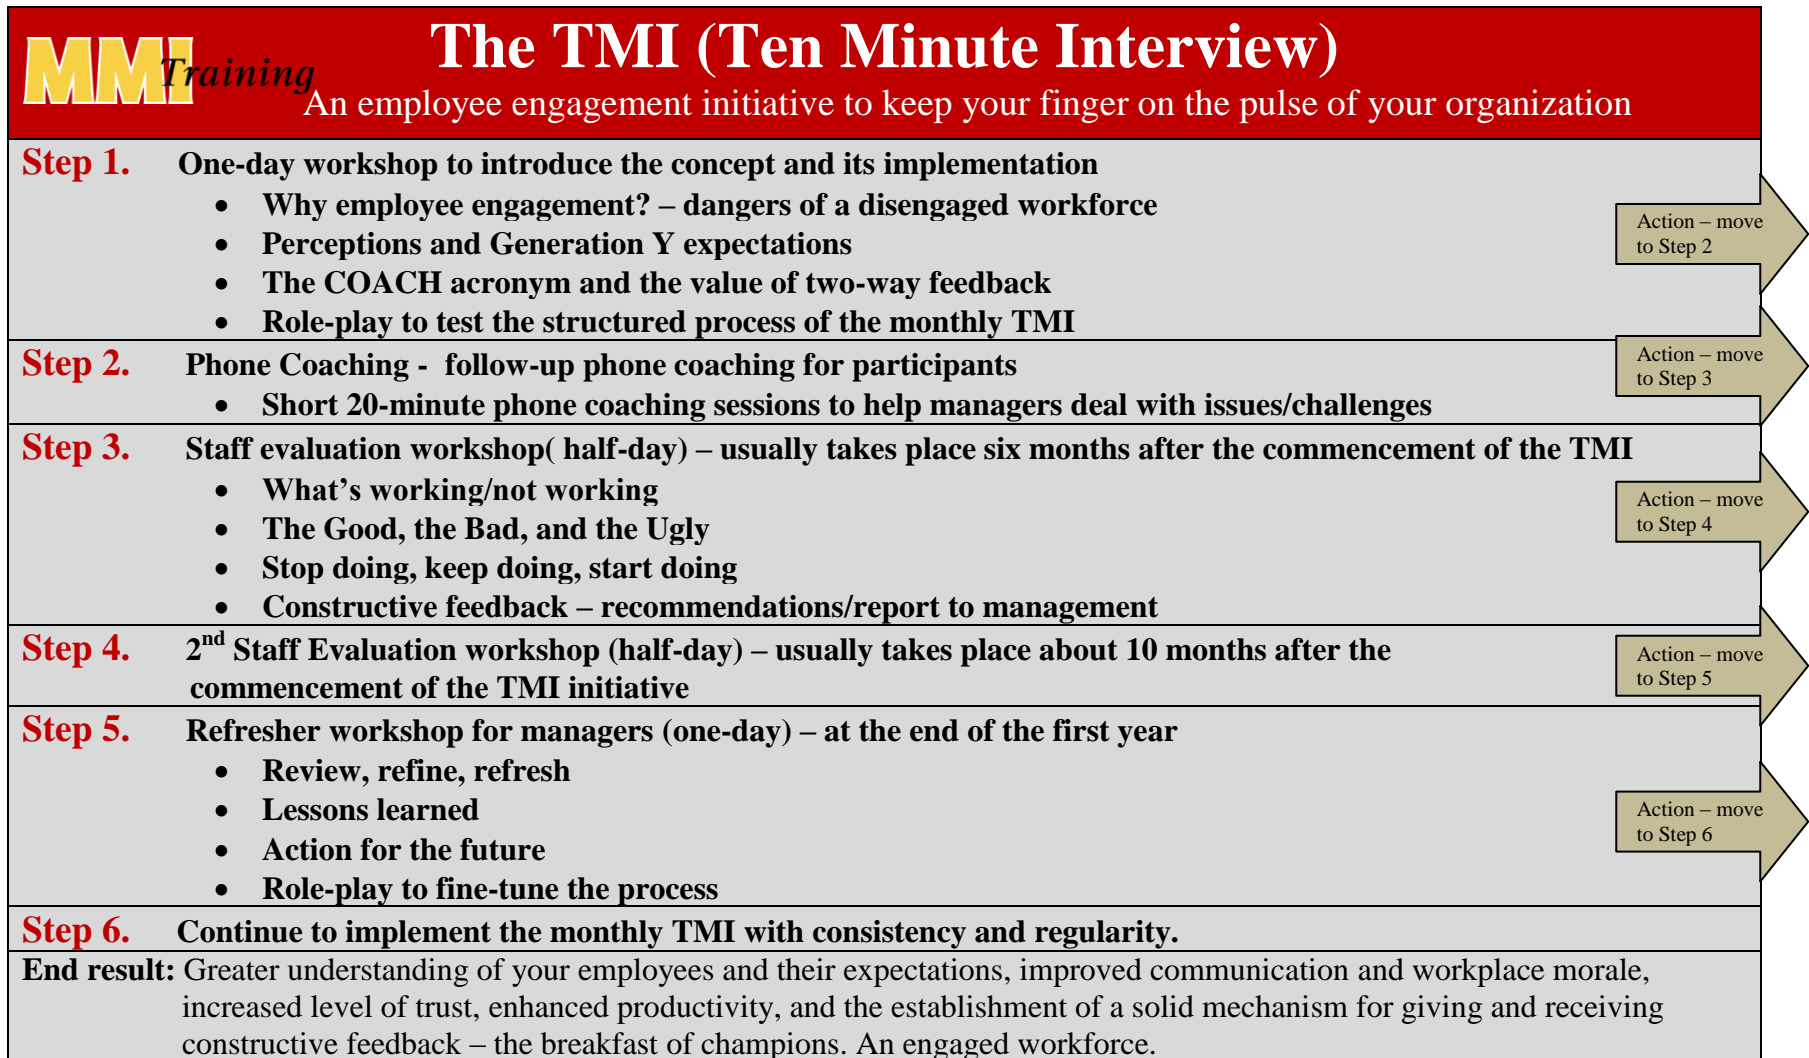 MMI Training
The TMI (Ten Minute Interview)
An employee engagement initiative to keep your finger on the pulse of your organization
Step 1. One-day workshop to introduce the concept and its implementation
• Why employee engagement? – dangers of a disengaged workforce
• Perceptions and Generation Y expectations
• The COACH acronym and the value of two-way feedback
• Role-play to test the structured process of the monthly TMI
Action – move
to Step 2
Step 2. Phone Coaching - follow-up phone coaching for participants
• Short 20-minute phone coaching sessions to help managers deal with issues/challenges
Action – move
to Step 3
Step 3. Staff evaluation workshop( half-day) – usually takes place six months after the commencement of the TMI
• What’s working/not working
• The Good, the Bad, and the Ugly
• Stop doing, keep doing, start doing
• Constructive feedback – recommendations/report to management
Action – move
to Step 4
Step 4. 2nd Staff Evaluation workshop (half-day) – usually takes place about 10 months after the
commencement of the TMI initiative
Action – move
to Step 5
Step 5. Refresher workshop for managers (one-day) – at the end of the first year
• Review, refine, refresh
• Lessons learned
• Action for the future
• Role-play to fine-tune the process
Action – move
to Step 6
Step 6. Continue to implement the monthly TMI with consistency and regularity.
End result: Greater understanding of your employees and their expectations, improved communication and workplace morale,
increased level of trust, enhanced productivity, and the establishment of a solid mechanism for giving and receiving
constructive feedback – the breakfast of champions. An engaged workforce.